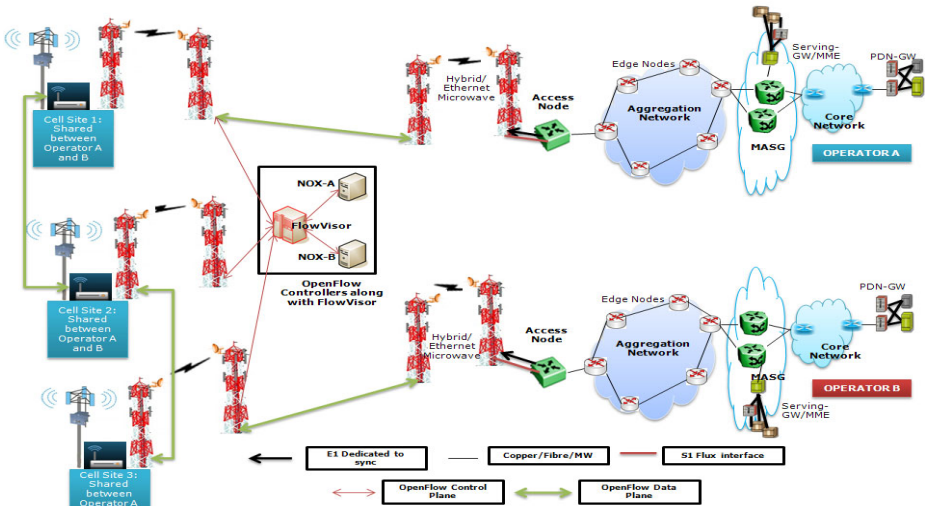 Cell Site 1:
Shared
between
Operator A
and B
Cell Site 2:
Shared
between
Operator A
and B
Cell Site 3:
Shared
between
Operator A
NOX-A
FlowVisor
NOX-B
OpenFlow
Controllers along
with FlowVisor
Hybrid/
Ethernet
Microwave
Access
Node
Edge Nodes
Aggregation
Network
Serving-
GW/MME
MASG
PDN-GW
Core
Network
OPERATOR A
Hybrid/
Ethernet
Microwave
Access
Node
Edge Nodes
Aggregation
Network
MASG
Serving-
GW/MME
PDN-GW
Core
Network
OPERATOR B
E1 Dedicated to
sync
Copper/Fibre/MW
S1 Flux interface
OpenFlow Control
Plane
OpenFlow Data
Plane